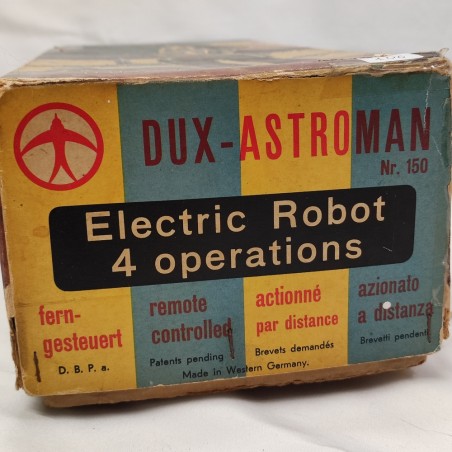 DUX-ASTROMAN
Nr. 150
Electric Robot
4 operations
fern-
gesteuert
D. B. P. a.
remote
controlled
Patents pending
actionné
par distance
Brevets demandés
azionato
a distanza
Brevetti pendenti
Made in Western Germany.